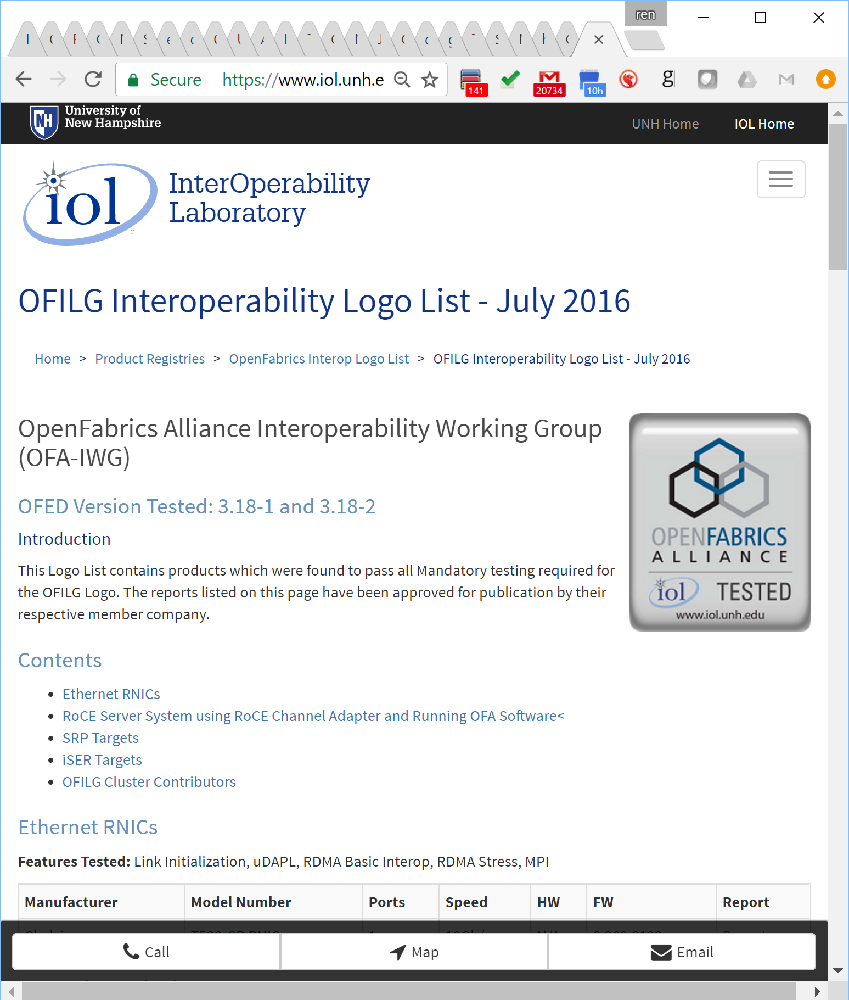 ren
Secure https://www.iol.unh.e
141
20734
10h
g
NH University of
New Hampshire
UNH Home IOL Home
iol
®
InterOperability
Laboratory
OFILG Interoperability Logo List - July 2016
Home > Product Registries > OpenFabrics Interop Logo List > OFILG Interoperability Logo List - July 2016
OpenFabrics Alliance Interoperability Working Group
(OFA-IWG)
OFED Version Tested: 3.18-1 and 3.18-2
Introduction
This Logo List contains products which were found to pass all Mandatory testing required for
the OFILG Logo. The reports listed on this page have been approved for publication by their
respective member company.
OPENFABRICS
ALLIANCE
iol TESTED
www.iol.unh.edu
Contents
Ethernet RNICs
RoCE Server System using RoCE Channel Adapter and Running OFA Software<
SRP Targets
iSER Targets
OFILG Cluster Contributors
Ethernet RNICs
Features Tested: Link Initialization, uDAPL, RDMA Basic Interop, RDMA Stress, MPI
Manufacturer Model Number Ports Speed HW FW Report
Call Map Email